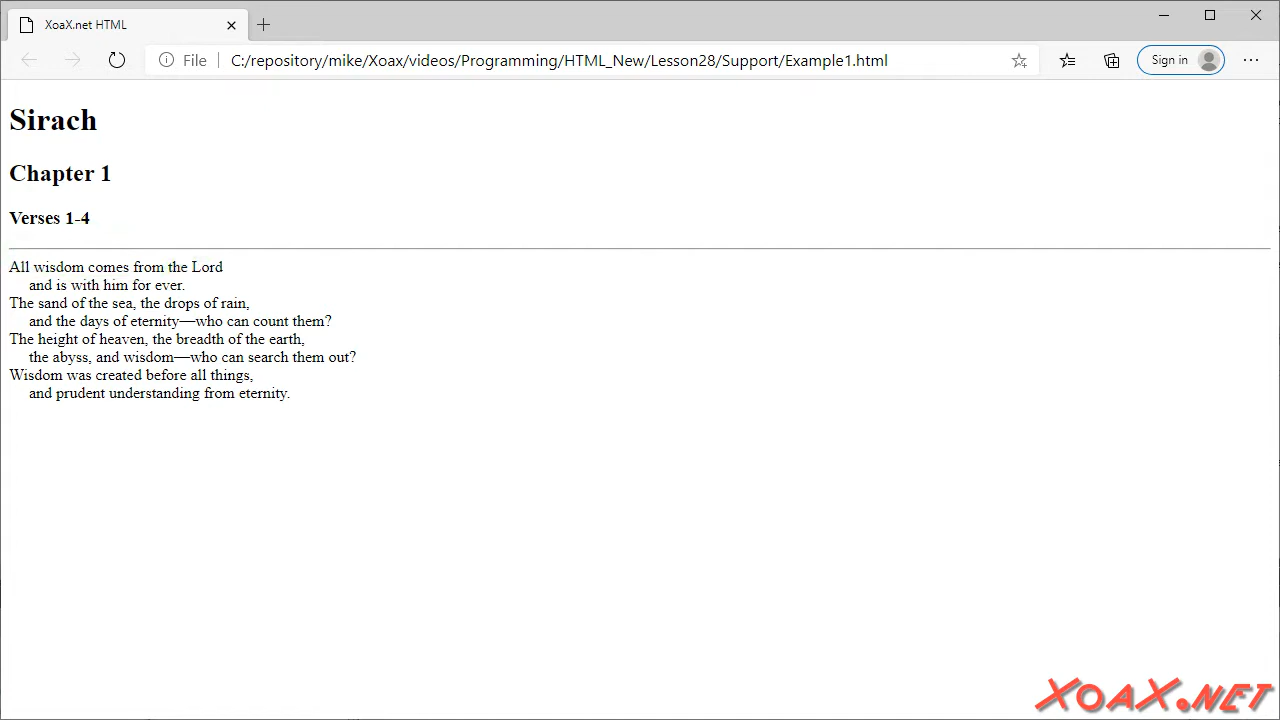 XoaX.net HTML
File C:/repository/mike/Xoax/videos/Programming/HTML_New/Lesson28/Support/Example1.html Sign in
Sirach
Chapter 1
Verses 1-4
All wisdom comes from the Lord
and is with him for ever.
The sand of the sea, the drops of rain,
and the days of eternity—who can count them?
The height of heaven, the breadth of the earth,
the abyss, and wisdom—who can search them out?
Wisdom was created before all things,
and prudent understanding from eternity.
XOAX.NET